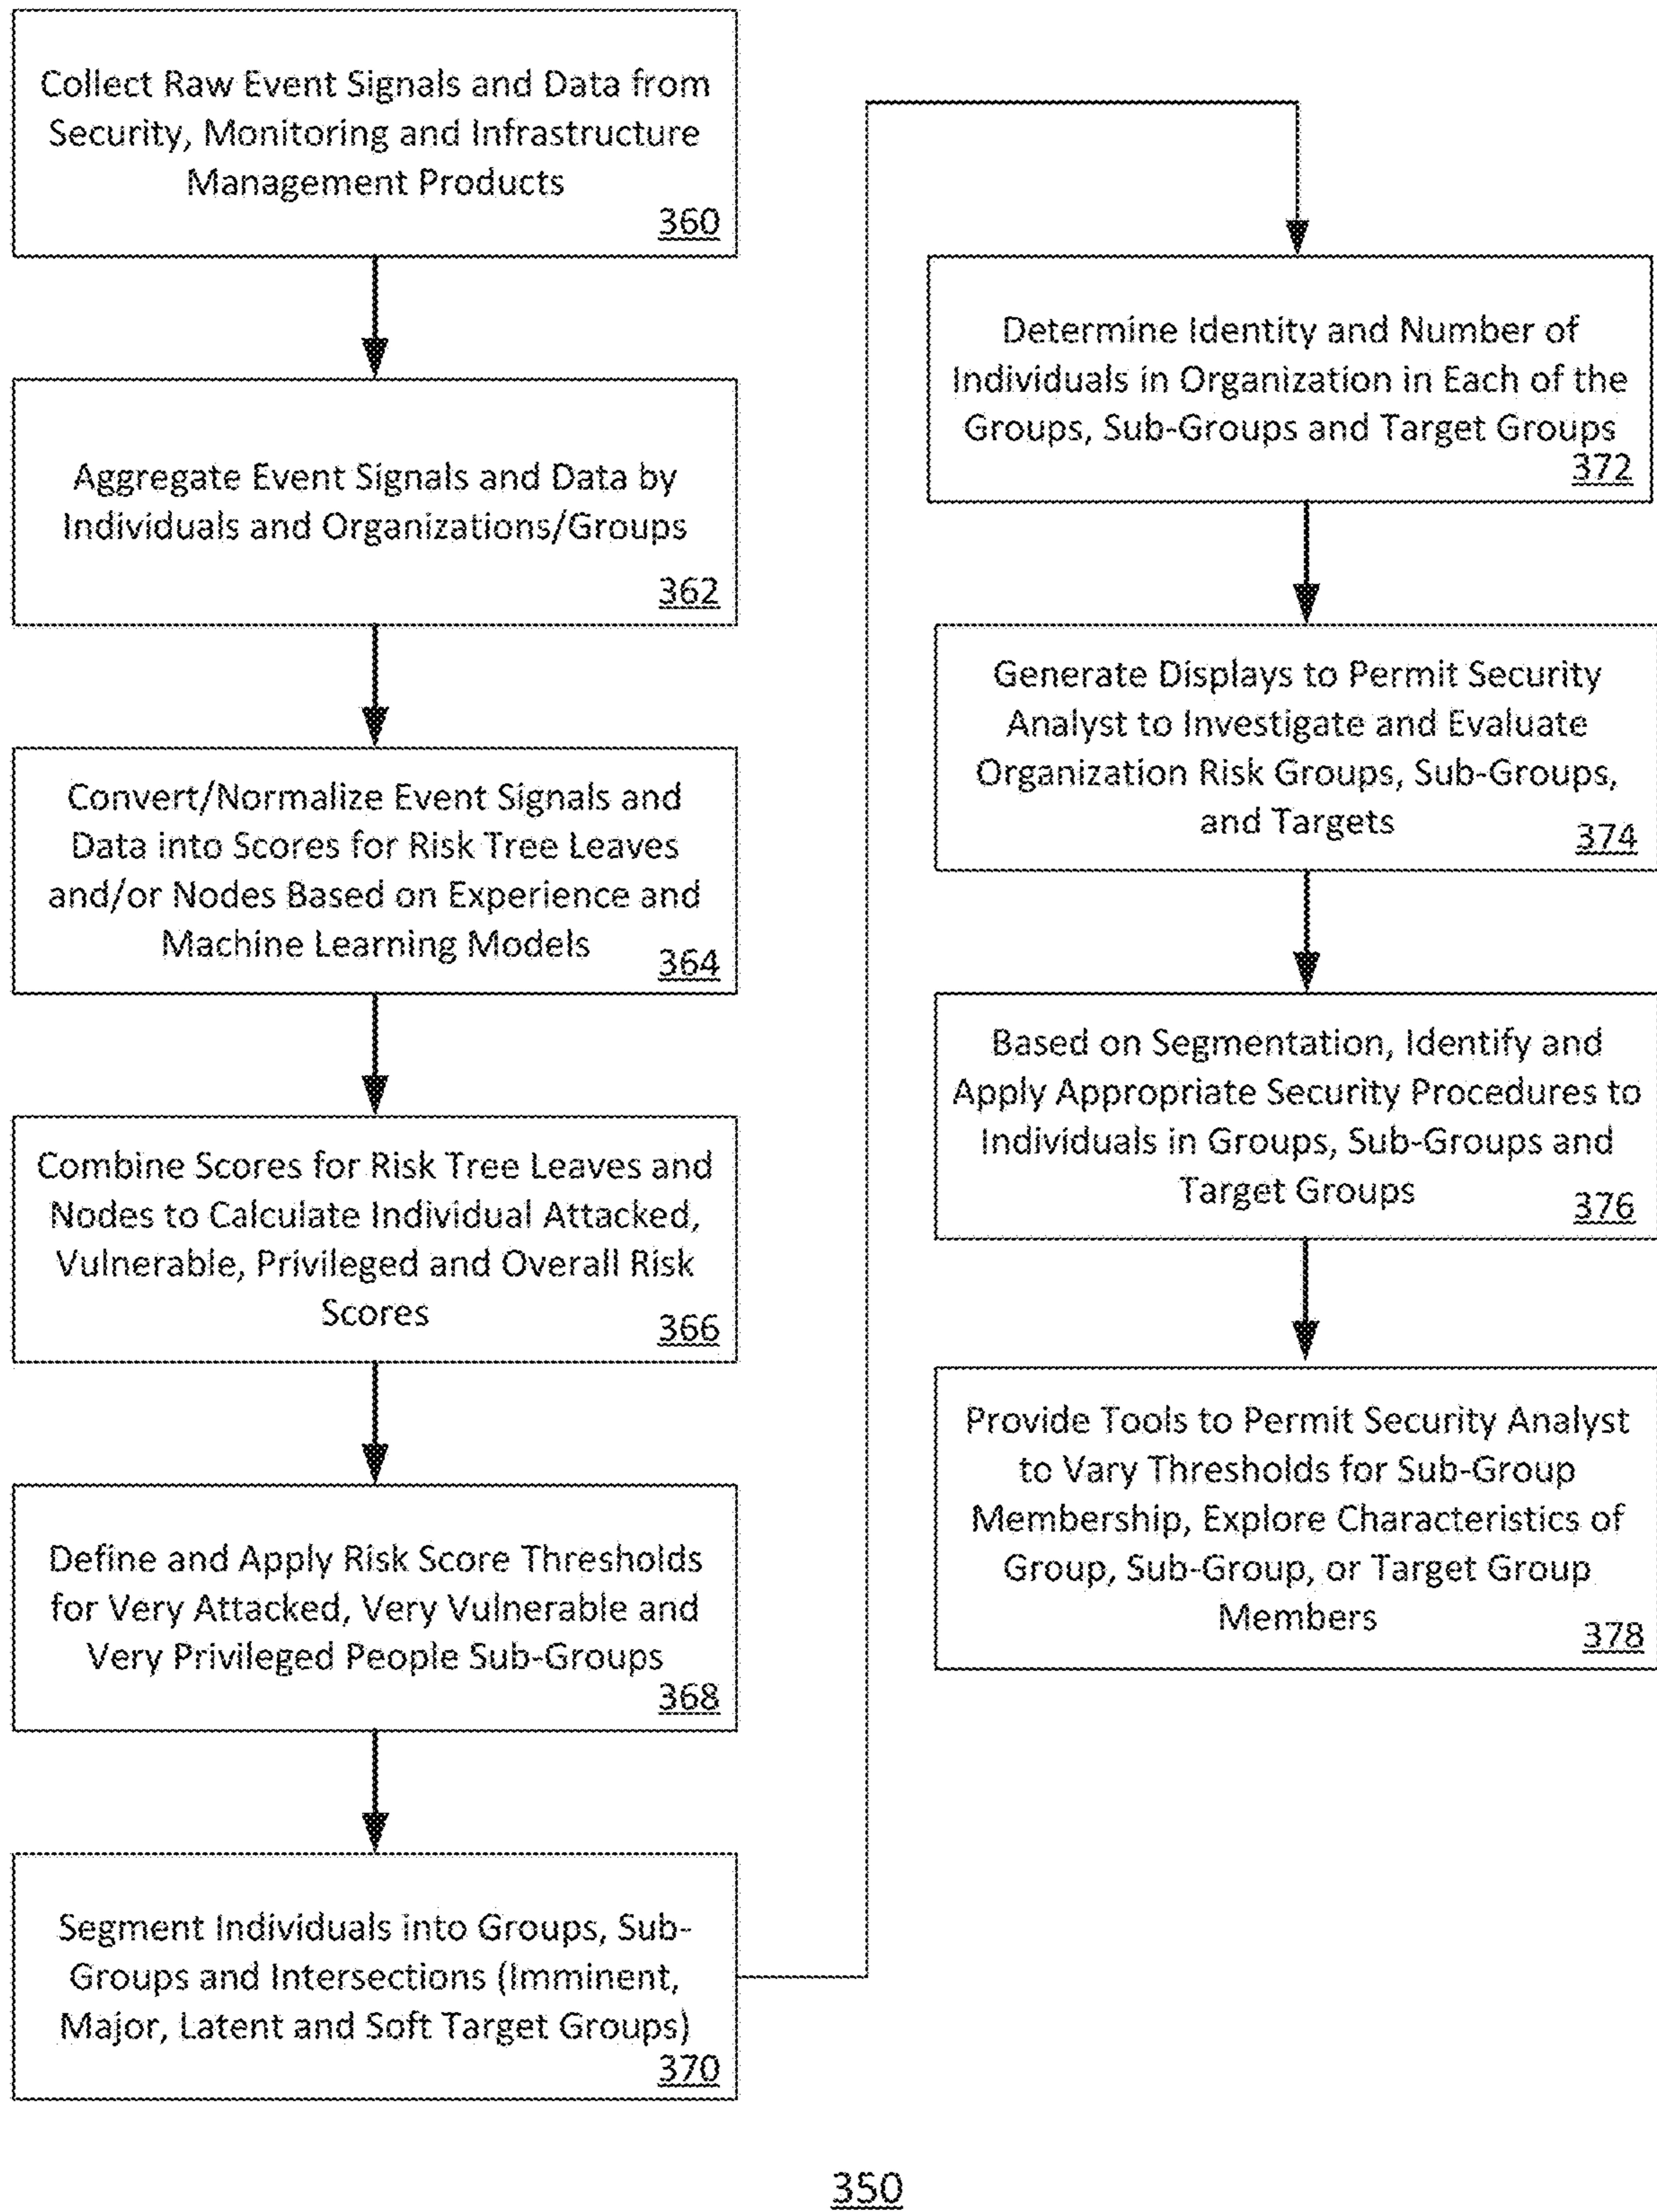 Collect Raw Event Signals and Data from
Security, Monitoring and Infrastructure
Management Products
360
Aggregate Event Signals and Data by
Individuals and Organizations/Groups
362
Convert/Normalize Event Signals and
Data into Scores for Risk Tree Leaves
and/or Nodes Based on Experience and
Machine Learning Models
364
Combine Scores for Risk Tree Leaves and
Nodes to Calculate Individual Attacked,
Vulnerable, Privileged and Overall Risk
Scores
366
Define and Apply Risk Score Thresholds
for Very Attacked, Very Vulnerable and
Very Privileged People Sub-Groups
368
Segment Individuals into Groups, Sub-
Groups and Intersections (Imminent,
Major, Latent and Soft Target Groups)
370
Determine Identity and Number of
Individuals in Organization in Each of the
Groups, Sub-Groups and Target Groups
372
Generate Displays to Permit Security
Analyst to Investigate and Evaluate
Organization Risk Groups, Sub-Groups,
and Targets
374
Based on Segmentation, Identify and
Apply Appropriate Security Procedures to
Individuals in Groups, Sub-Groups and
Target Groups
376
Provide Tools to Permit Security Analyst
to Vary Thresholds for Sub-Group
Membership, Explore Characteristics of
Group, Sub-Group, or Target Group
Members
378
350